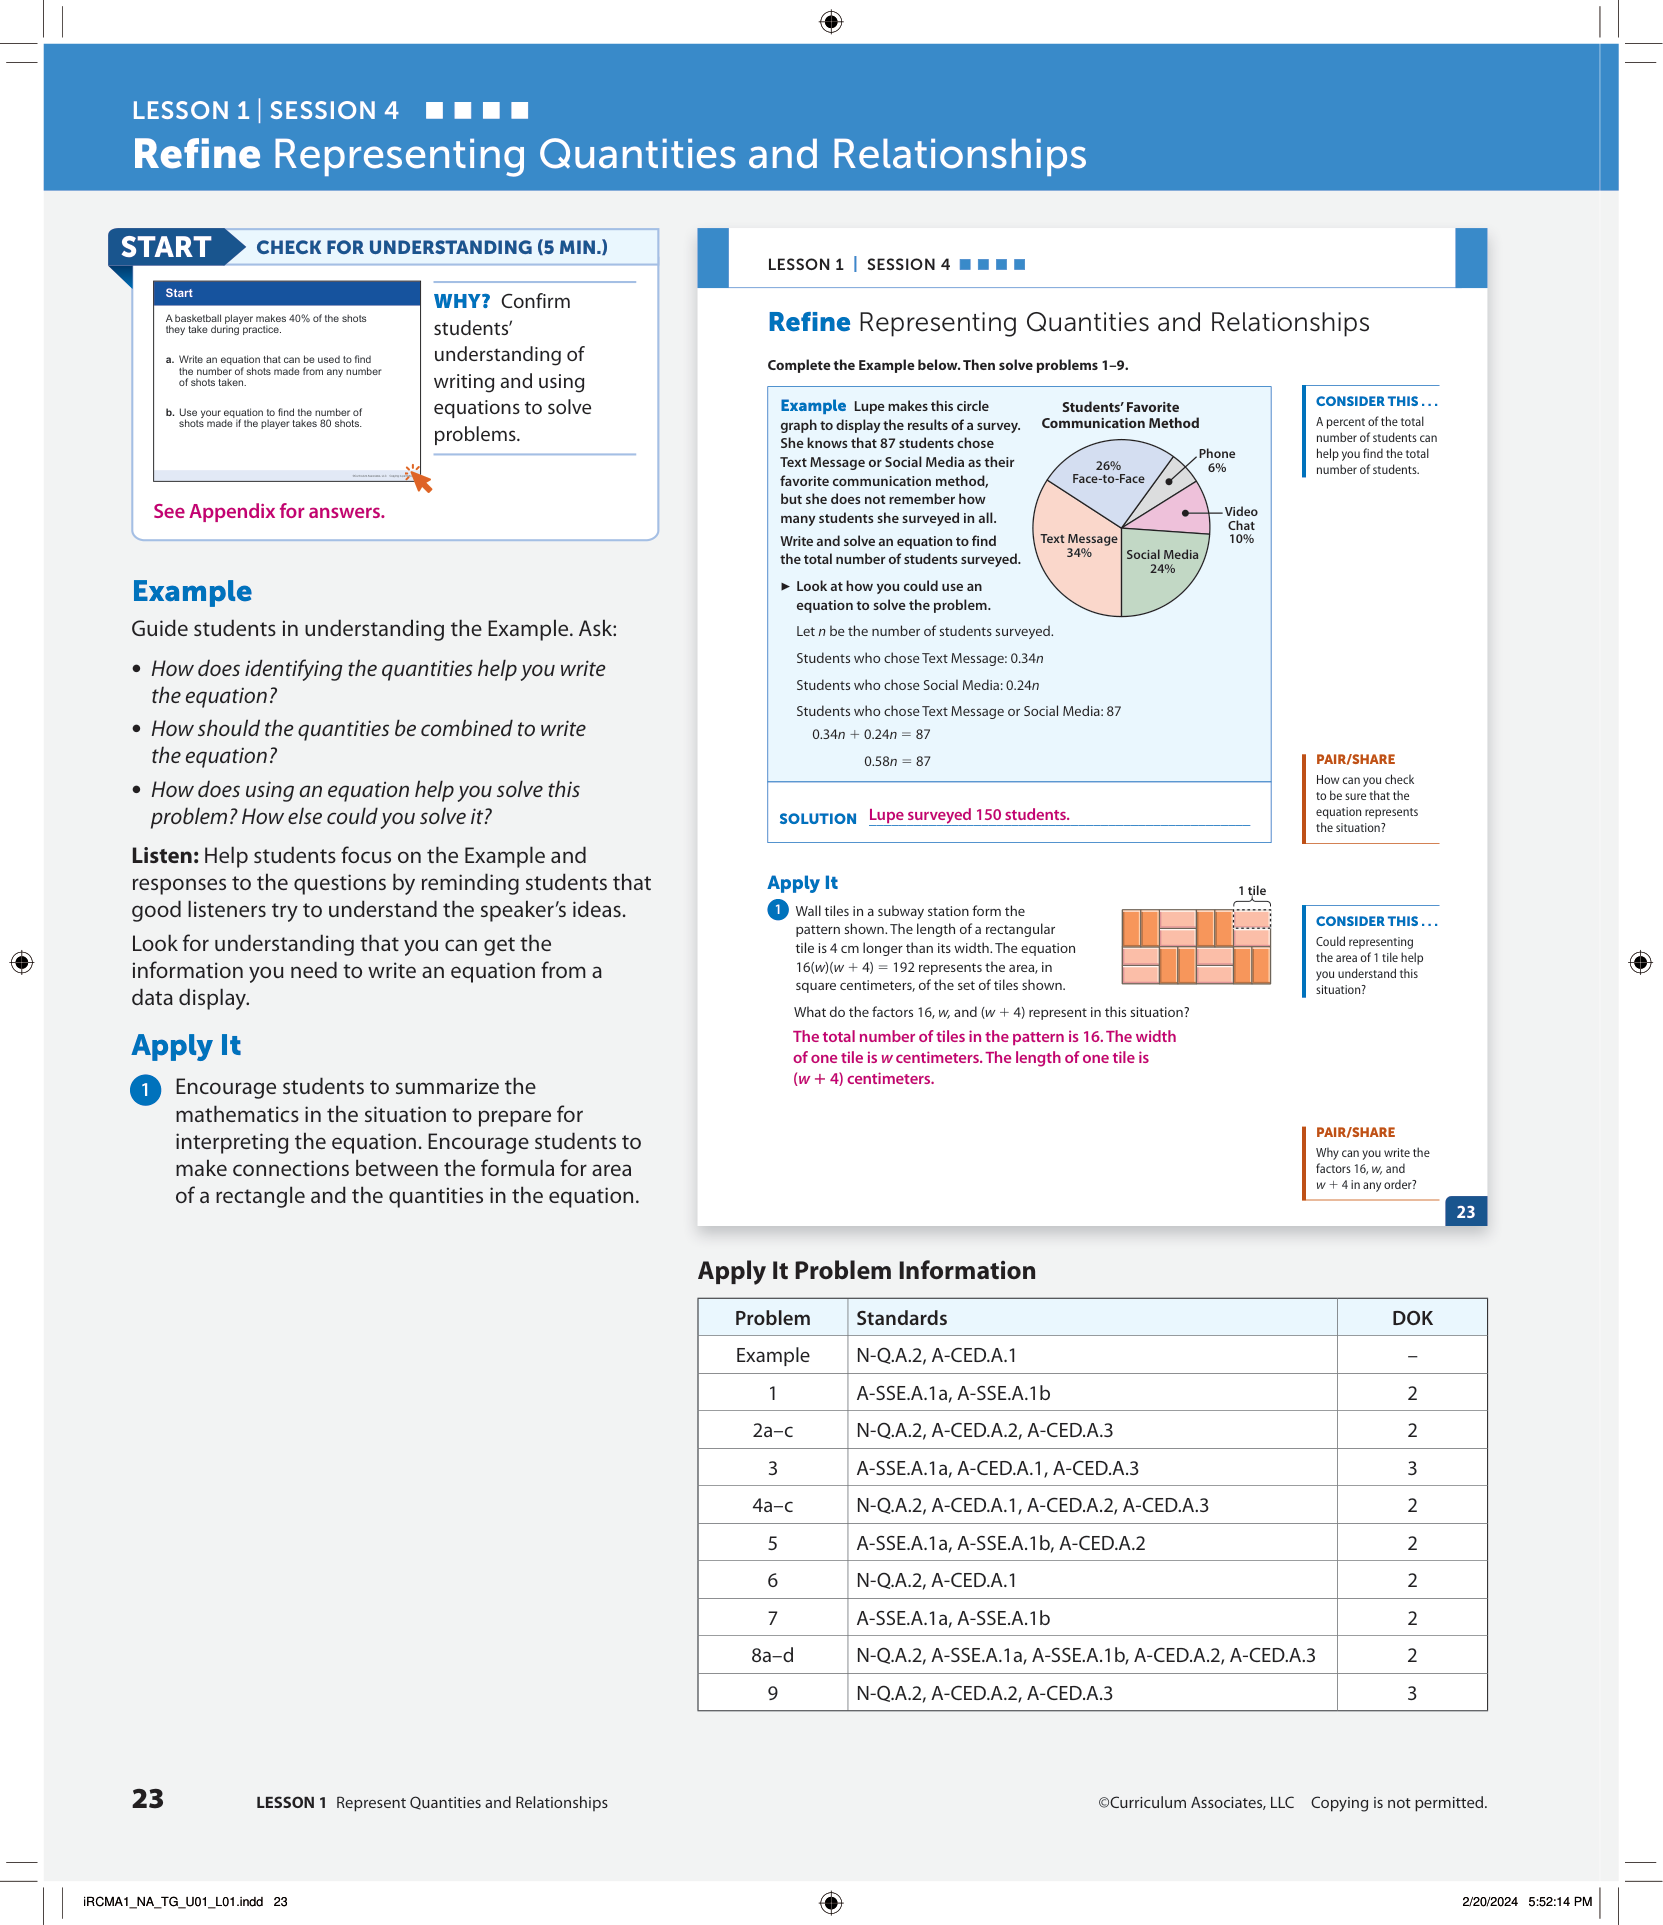 LESSON 1 | SESSION 4
Refine Representing Quantities and Relationships
START
CHECK FOR UNDERSTANDING (5 MIN.)
Start
A basketball player makes 40% of the shots
they take during practice.
a. Write an equation that can be used to find
the number of shots made from any number
of shots taken.
b. Use your equation to find the number of
shots made if the player takes 80 shots.
WHY? Confirm
students’
understanding of
writing and using
equations to solve
problems.
See Appendix for answers.
Example
Guide students in understanding the Example. Ask:
• How does identifying the quantities help you write
the equation?
• How should the quantities be combined to write
the equation?
• How does using an equation help you solve this
problem? How else could you solve it?
Listen: Help students focus on the Example and
responses to the questions by reminding students that
good listeners try to understand the speaker’s ideas.
Look for understanding that you can get the
information you need to write an equation from a
data display.
Apply It
1 Encourage students to summarize the
mathematics in the situation to prepare for
interpreting the equation. Encourage students to
make connections between the formula for area
of a rectangle and the quantities in the equation.
LESSON 1 | SESSION 4
Refine Representing Quantities and Relationships
Complete the Example below. Then solve problems 1–9.
Example Lupe makes this circle
graph to display the results of a survey.
She knows that 87 students chose
Text Message or Social Media as their
favorite communication method,
but she does not remember how
many students she surveyed in all.
Write and solve an equation to find
the total number of students surveyed.
► Look at how you could use an
equation to solve the problem.
Let n be the number of students surveyed.
Students who chose Text Message: 0.34n
Students who chose Social Media: 0.24n
Students who chose Text Message or Social Media: 87
0.34n + 0.24n = 87
0.58n = 87
Students’ Favorite
Communication Method
26%
Face-to-Face
Phone
6%
Video
Chat
10%
Text Message
34%
Social Media
24%
SOLUTION Lupe surveyed 150 students.
CONSIDER THIS . . .
A percent of the total
number of students can
help you find the total
number of students.
PAIR/SHARE
How can you check
to be sure that the
equation represents
the situation?
Apply It
1 Wall tiles in a subway station form the
pattern shown. The length of a rectangular
tile is 4 cm longer than its width. The equation
16(w)(w + 4) = 192 represents the area, in
square centimeters, of the set of tiles shown.
1 tile
What do the factors 16, w, and (w + 4) represent in this situation?
The total number of tiles in the pattern is 16. The width
of one tile is w centimeters. The length of one tile is
(w + 4) centimeters.
CONSIDER THIS . . .
Could representing
the area of 1 tile help
you understand this
situation?
PAIR/SHARE
Why can you write the
factors 16, w, and
w + 4 in any order?
23
Apply It Problem Information
Problem Standards DOK
Example N-Q.A.2, A-CED.A.1 –
1 A-SSE.A.1a, A-SSE.A.1b 2
2a–c N-Q.A.2, A-CED.A.2, A-CED.A.3 2
3 A-SSE.A.1a, A-CED.A.1, A-CED.A.3 3
4a–c N-Q.A.2, A-CED.A.1, A-CED.A.2, A-CED.A.3 2
5 A-SSE.A.1a, A-SSE.A.1b, A-CED.A.2 2
6 N-Q.A.2, A-CED.A.1 2
7 A-SSE.A.1a, A-SSE.A.1b 2
8a–d N-Q.A.2, A-SSE.A.1a, A-SSE.A.1b, A-CED.A.2, A-CED.A.3 2
9 N-Q.A.2, A-CED.A.2, A-CED.A.3 3
23 LESSON 1 Represent Quantities and Relationships
©Curriculum Associates, LLC Copying is not permitted.
iRCMA1_NA_TG_U01_L01.indd 23
2/20/2024 5:52:14 PM